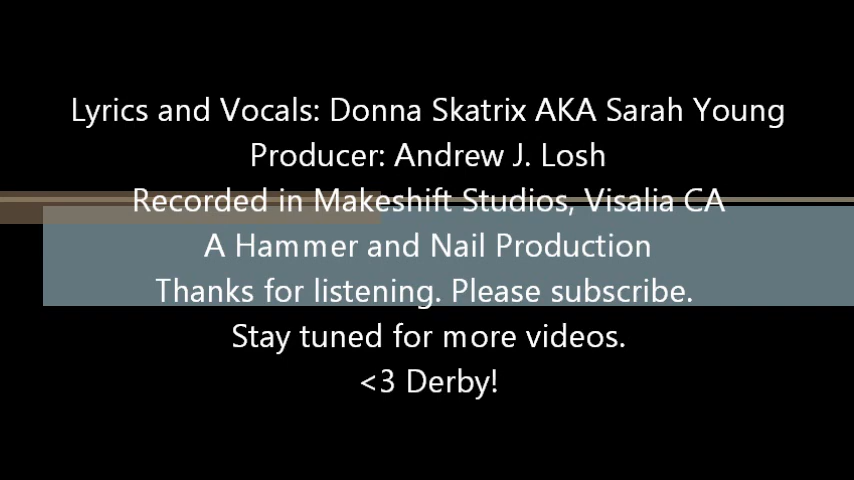 Lyrics and Vocals: Donna Skatrix AKA Sarah Young
Producer: Andrew J. Losh
Recorded in Makeshift Studios, Visalia CA
A Hammer and Nail Production
Thanks for listening. Please subscribe.
Stay tuned for more videos.
<3 Derby!